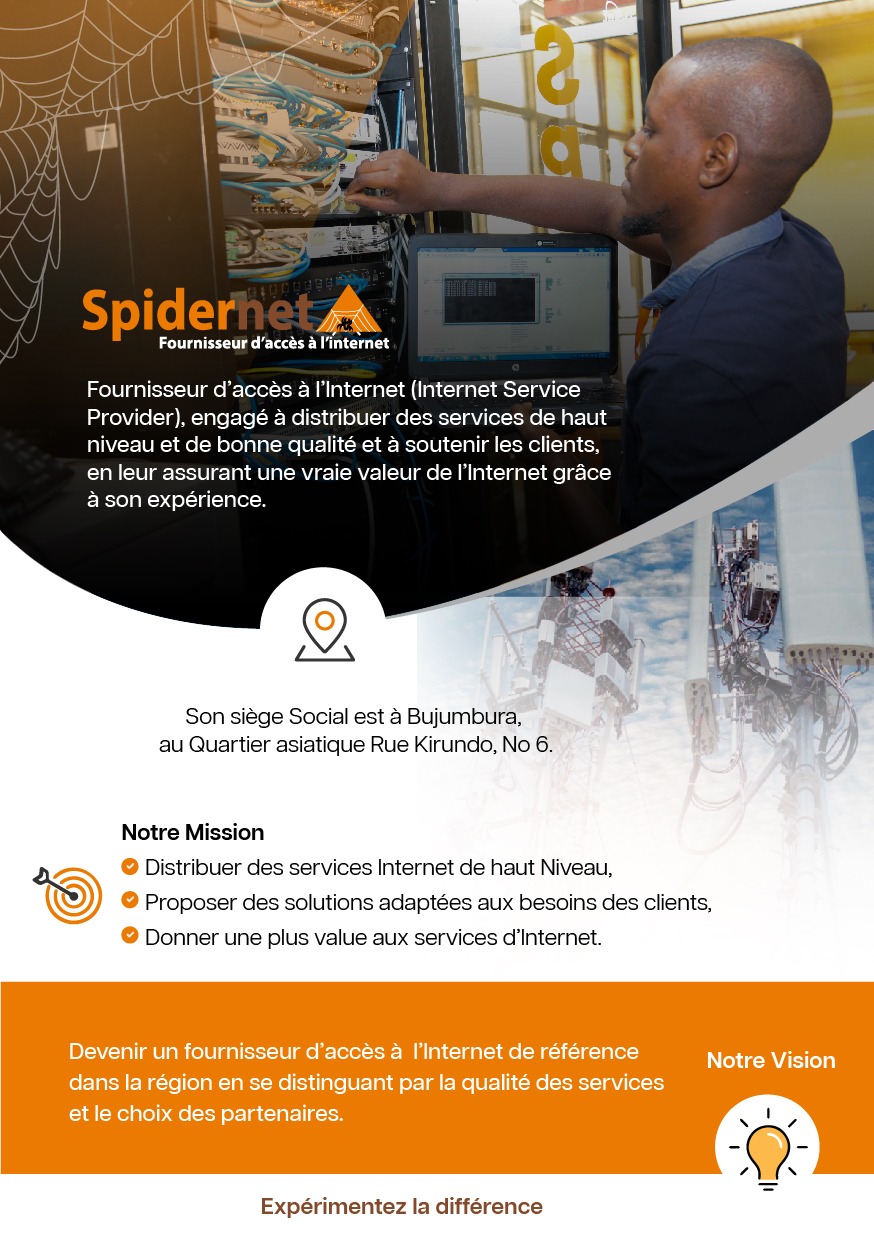 Spidernet
Fournisseur d'accès à l'internet
Fournisseur d'accès à l'Internet (Internet Service
Provider), engagé à distribuer des services de haut
niveau et de bonne qualité et à soutenir les clients,
en leur assurant une vraie valeur de l'Internet grâce
à son expérience.
Son siège Social est à Bujumbura,
au Quartier asiatique Rue Kirundo, No 6.
Notre Mission
Distribuer des services Internet de haut Niveau,
Proposer des solutions adaptées aux besoins des clients,
Donner une plus value aux services d'Internet.
Devenir un fournisseur d'accès à l'Internet de référence
dans la région en se distinguant par la qualité des services
et le choix des partenaires.
Notre Vision
Expérimentez la différence